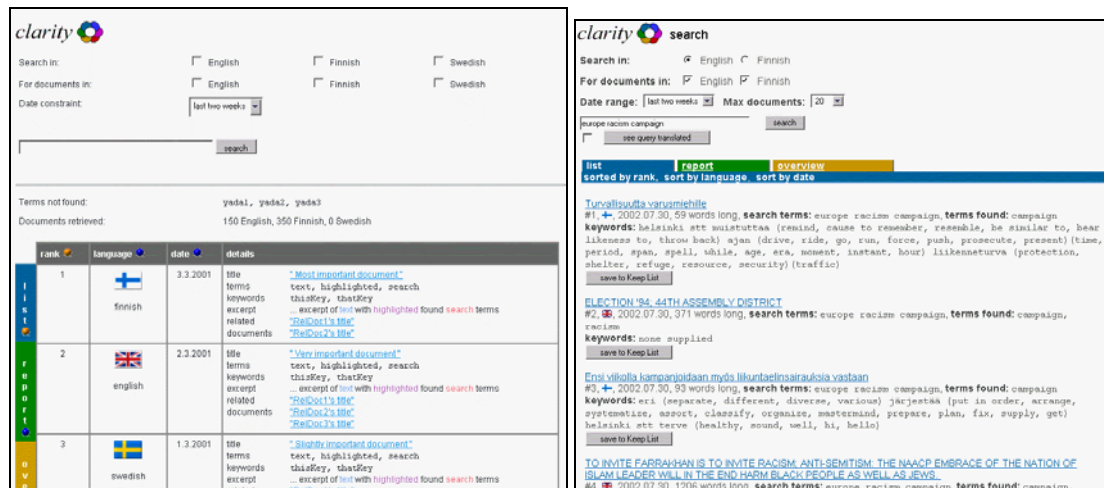 clarity
Search in: English Finnish Swedish
For documents in: English Finnish Swedish
Date constraint: last two weeks
search
Terms not found: yada1, yada2, yada3
Documents retrieved: 150 English, 350 Finnish, 0 Swedish
rank language date details
list
report
ove
1 finnish 3.3.2001
title "Most important document"
terms text, highlighted, search
keywords thisKey, thatKey
excerpt ... excerpt of text with highlighted found search terms
related "RelDoc1's title"
documents "RelDoc2's title"
2 english 2.3.2001
title "Very important document"
terms text, highlighted, search
keywords thisKey, thatKey
excerpt ... excerpt of text with highlighted found search terms
related "RelDoc1's title"
documents "RelDoc2's title"
"RelDoc3's title"
3 swedish 1.3.2001
title "Slightly important document"
terms text, highlighted, search
keywords thisKey, thatKey
excerpt ... excerpt of text with highlighted found search terms
clarity search
Search in: English Finnish
For documents in: English Finnish
Date range: last two weeks Max documents: 20
europe racism campaign search
see query translated
list report overview
sorted by rank, sort by language, sort by date
Turvallisuutta varusmiehille
#1, 2002.07.30, 59 words long, search terms: europe racism campaign, terms found: campaign
keywords: helsinki stt muistuttaa (remind, cause to remember, resemble, be similar to, bear
likeness to, throw back) ajan (drive, ride, go, run, force, push, prosecute, present)(time,
period, span, spell, while, age, era, moment, instant, hour) liikenneturva (protection,
shelter, refuge, resource, security)(traffic)
save to Keep List
ELECTION '94; 44TH ASSEMBLY DISTRICT
#2, 2002.07.30, 371 words long, search terms: europe racism campaign, terms found: campaign,
racism
keywords: none supplied
save to Keep List
Ensi viikolla kampanjoidaan myös liikuntaelinsairauksia vastaan
#3, 2002.07.30, 93 words long, search terms: europe racism campaign, terms found: campaign
keywords: eri (separate, different, diverse, various) järjestää (put in order, arrange,
systematize, assort, classify, organize, mastermind, prepare, plan, fix, supply, get)
helsinki stt terve (healthy, sound, well, hi, hello)
save to Keep List
TO INVITE FARRAKHAN IS TO INVITE RACISM: ANTI-SEMITISM: THE NAACP EMBRACE OF THE NATION OF
ISLAM LEADER WILL IN THE END HARM BLACK PEOPLE AS WELL AS JEWS.
#4, 2002.07.30, 1206 words long, search terms: europe racism campaign, terms found: campaign